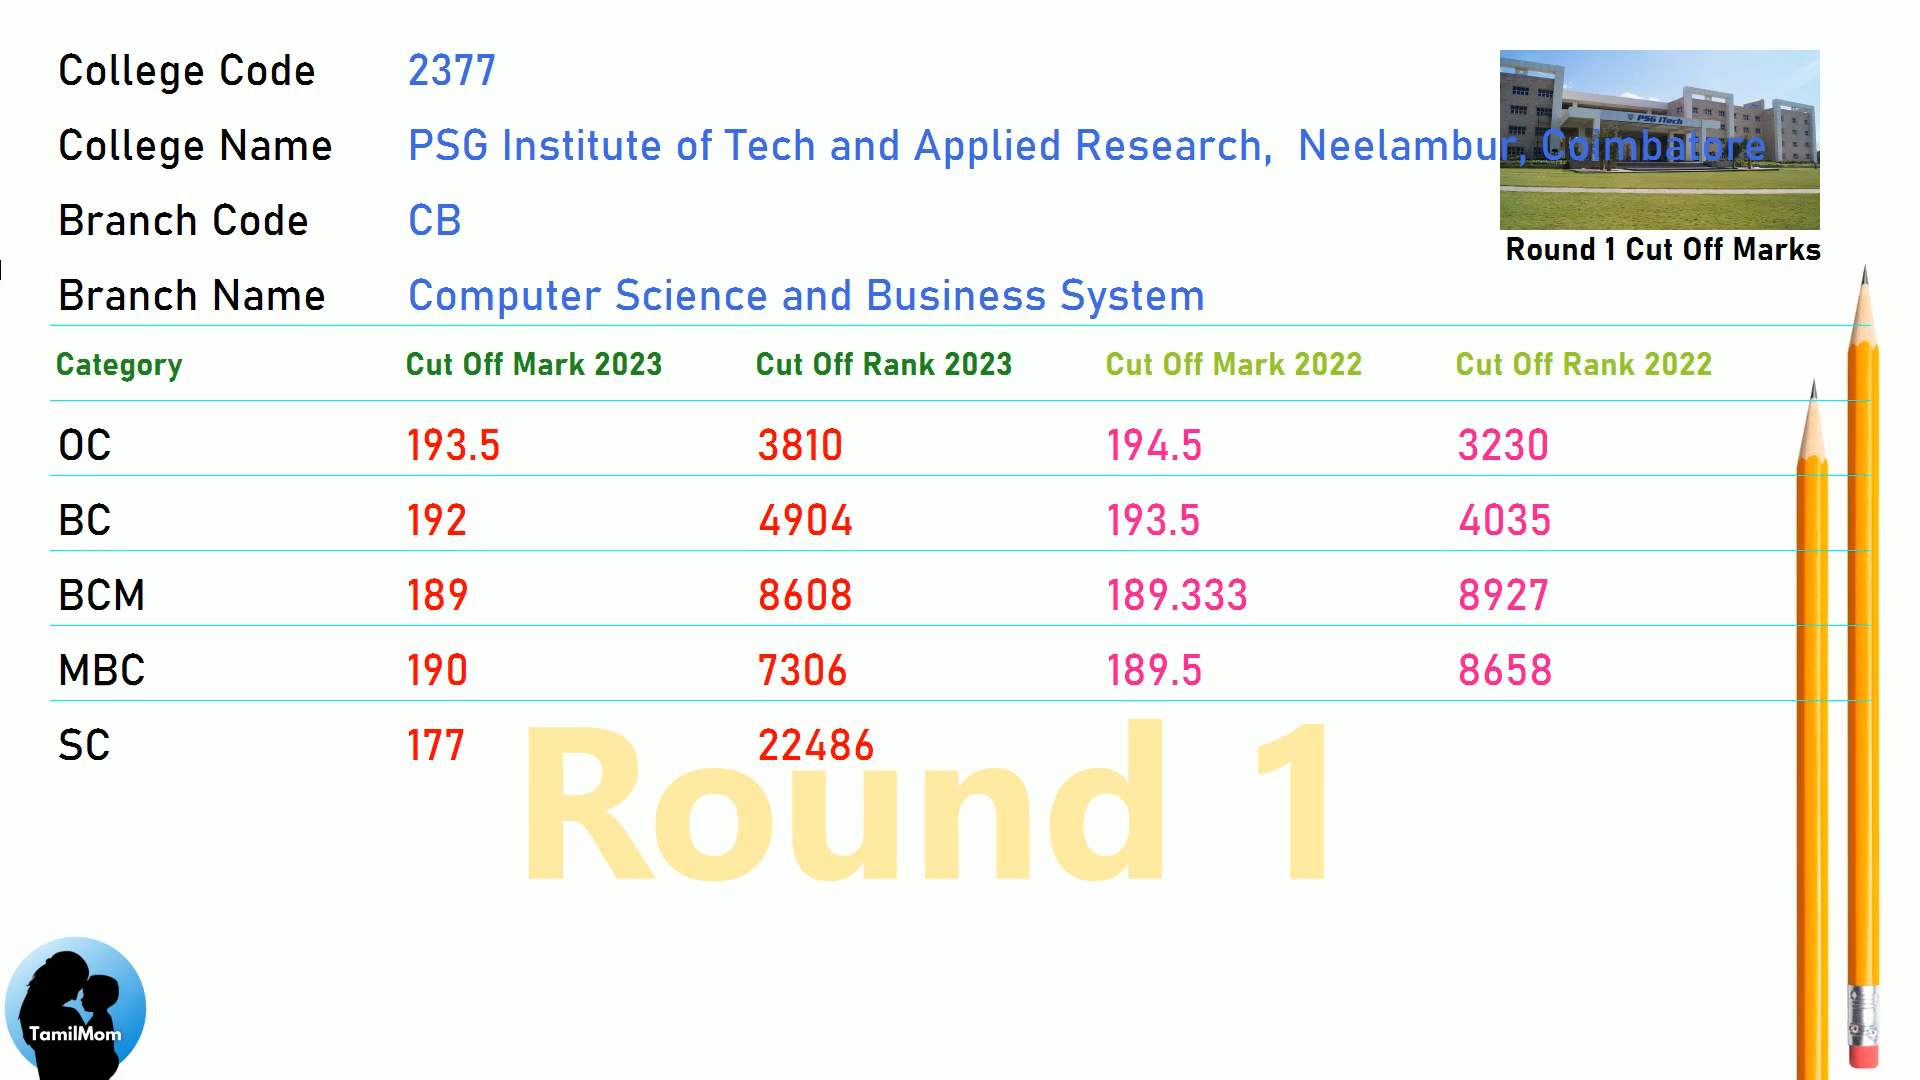 College Code 2377
College Name PSG Institute of Tech and Applied Research, Neelambur, Coimbatore
PSG iTech
Branch Code CB
Round 1 Cut Off Marks
Branch Name Computer Science and Business System
Category Cut Off Mark 2023 Cut Off Rank 2023 Cut Off Mark 2022 Cut Off Rank 2022
OC 193.5 3810 194.5 3230
BC 192 4904 193.5 4035
BCM 189 8608 189.333 8927
MBC 190 7306 189.5 8658
SC 177 22486
Round 1
TamilMom